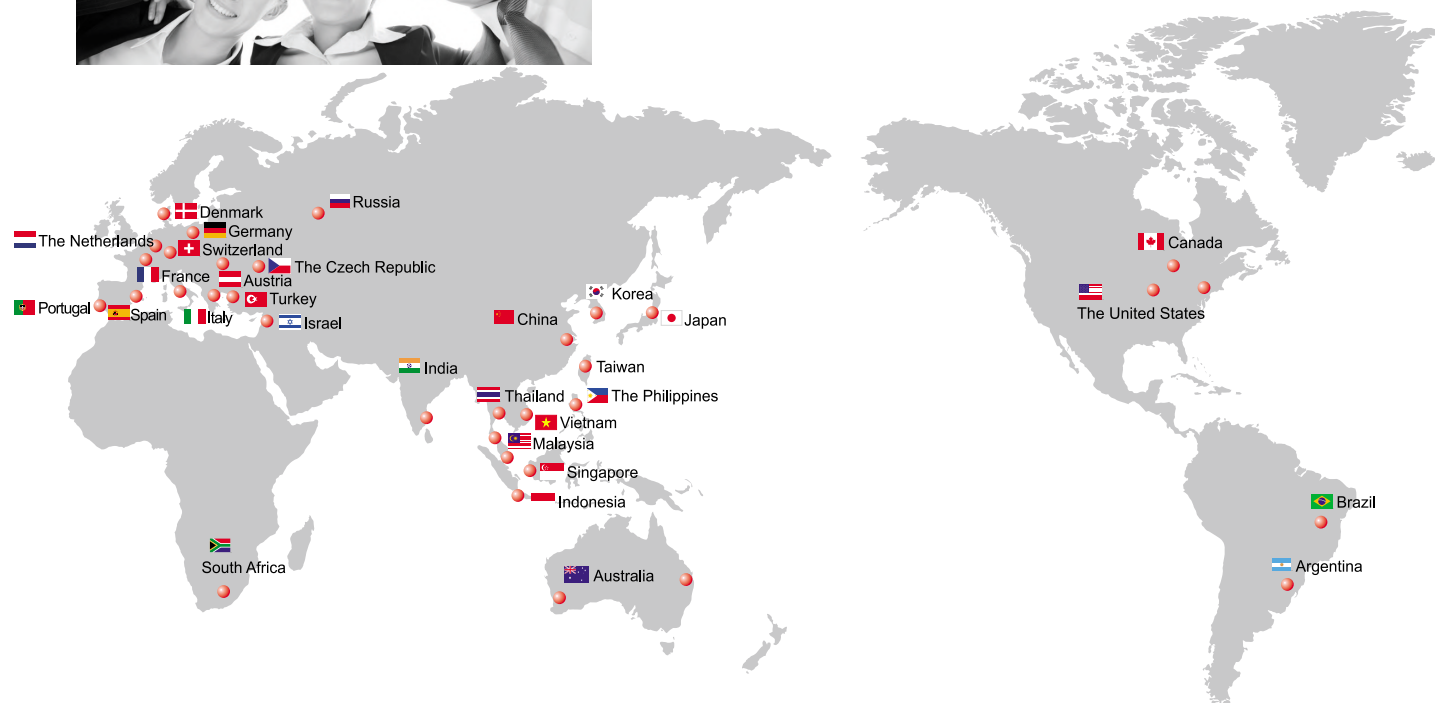 Russia
Denmark
Germany
The Netherlands
Switzerland
The Czech Republic
France
Austria
Turkey
Portugal
Spain
Italy
Israel
Korea
China
Japan
India
Taiwan
Thailand
The Philippines
Vietnam
Malaysia
Singapore
Indonesia
South Africa
Australia
Canada
The United States
Brazil
Argentina